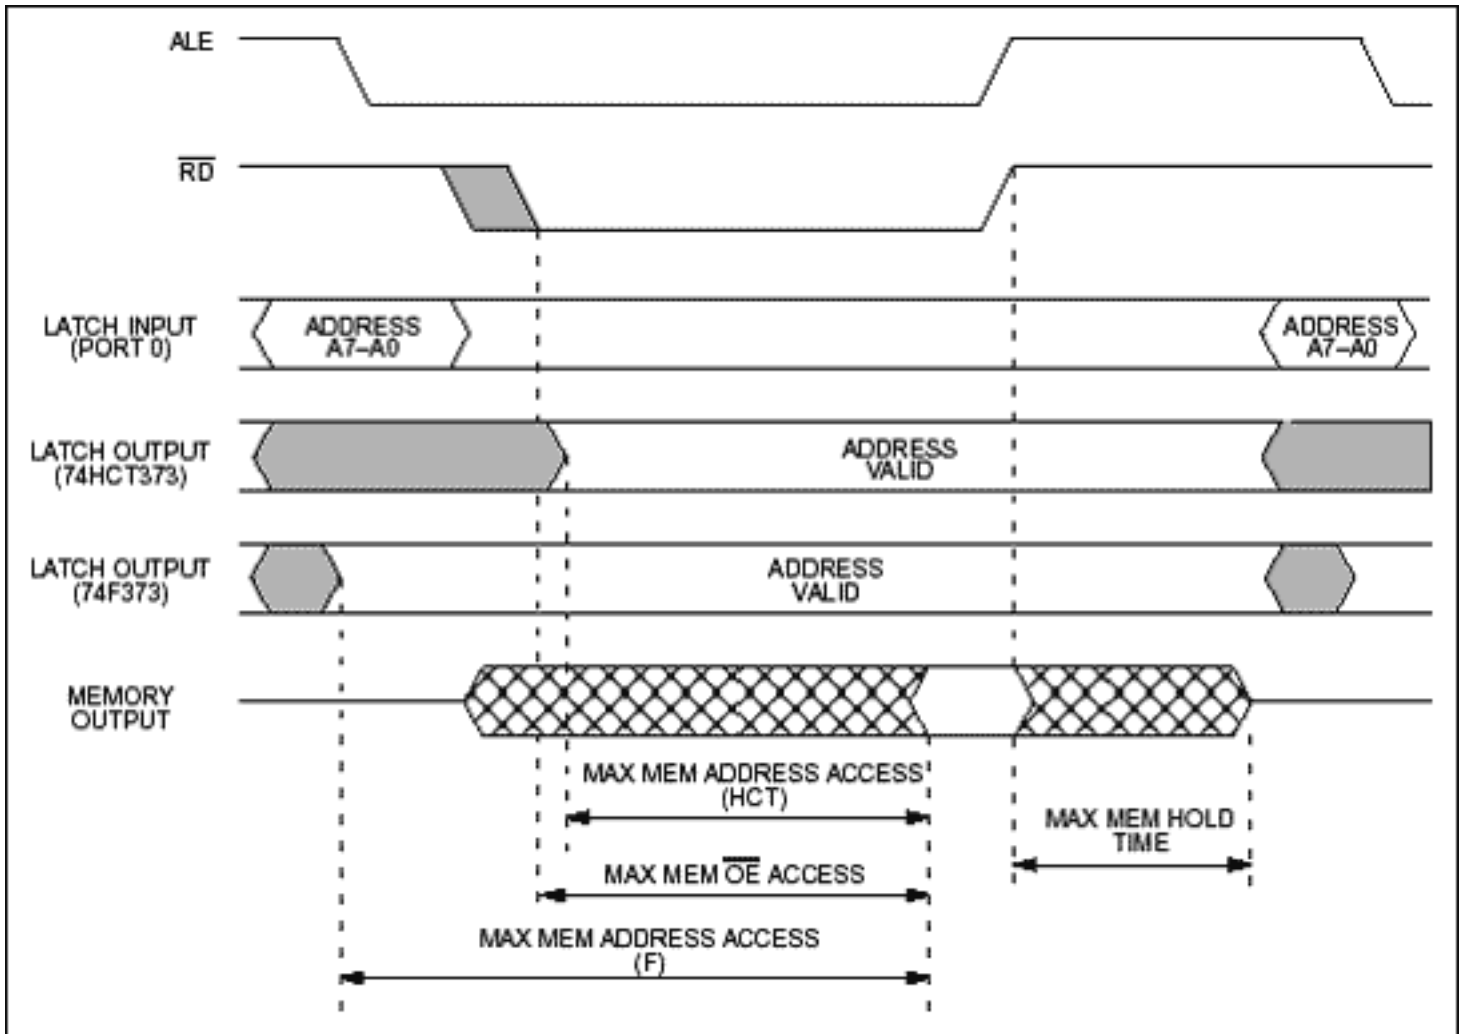 ALE
RD
LATCH INPUT
(PORT 0)
ADDRESS
A7–A0
ADDRESS
A7–A0
LATCH OUTPUT
(74HCT373)
ADDRESS
VALID
LATCH OUTPUT
(74F373)
ADDRESS
VALID
MEMORY
OUTPUT
MAX MEM ADDRESS ACCESS
(HCT)
MAX MEM HOLD
TIME
MAX MEM OE ACCESS
MAX MEM ADDRESS ACCESS
(F)